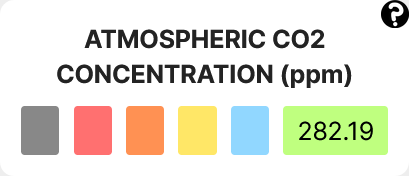 ?
ATMOSPHERIC CO2
CONCENTRATION (ppm)
282.19